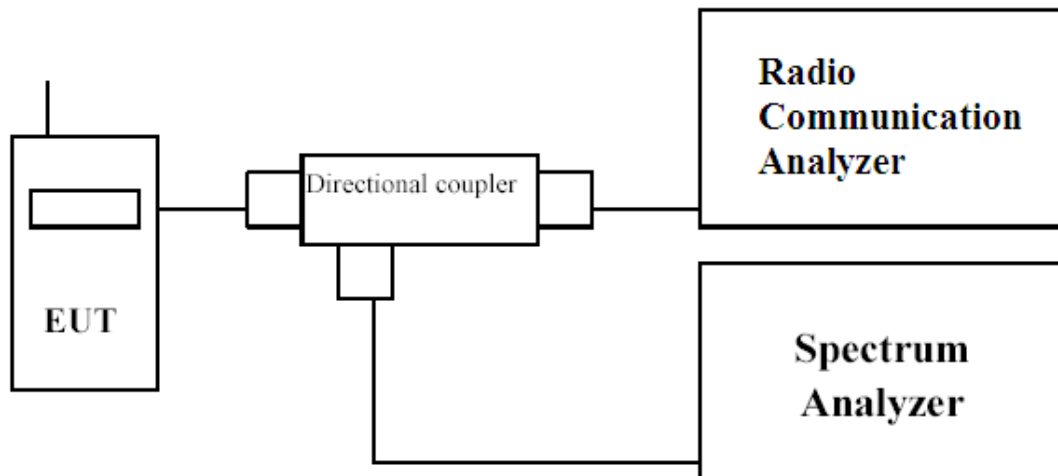 Radio
Communication
Analyzer
Directional coupler
EUT
Spectrum
Analyzer